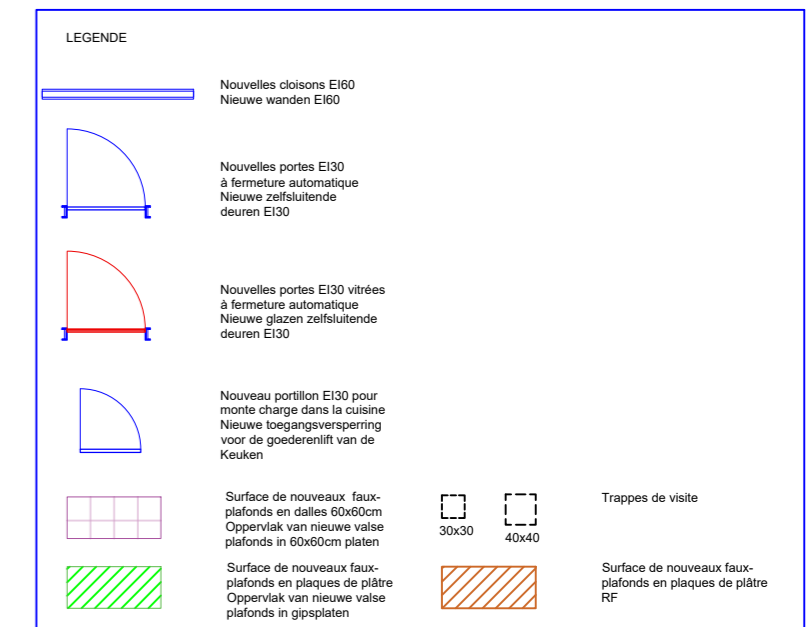 LEGENDE
Nouvelles cloisons EI60
Nieuwe wanden EI60
Nouvelles portes EI30
à fermeture automatique
Nieuwe zelfsluitende
deuren EI30
Nouvelles portes EI30 vitrées
à fermeture automatique
Nieuwe glazen zelfsluitende
deuren EI30
Nouveau portillon EI30 pour
monte charge dans la cuisine
Nieuwe toegangsversperring
voor de goederenlift van de
Keuken
Surface de nouveaux faux-
plafonds en dalles 60x60cm
Oppervlak van nieuwe valse
plafonds in 60x60cm platen
30x30
40x40
Trappes de visite
Surface de nouveaux faux-
plafonds en plaques de plâtre
Oppervlak van nieuwe valse
plafonds in gipsplaten
Surface de nouveaux faux-
plafonds en plaques de plâtre
RF